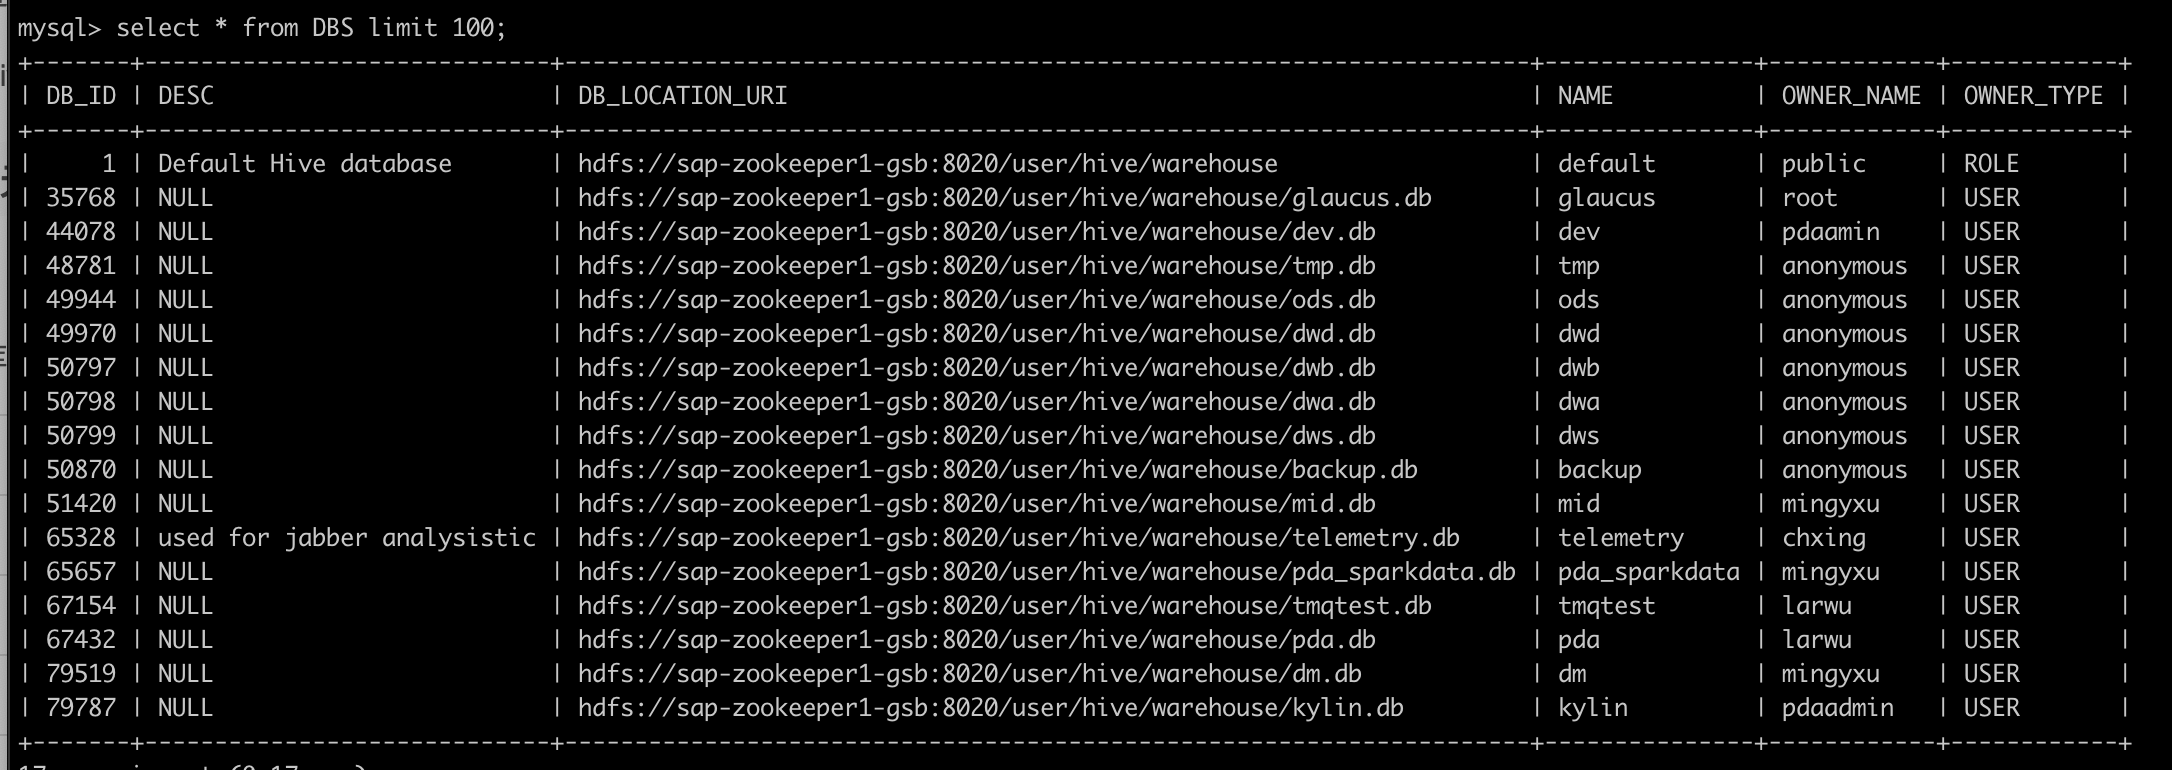 mysql> select * from DBS limit 100;
+-------+-----------------------------+---------------------------------------------------------------------+---------------+------------+------------+
| DB_ID | DESC                        | DB_LOCATION_URI                                                     | NAME          | OWNER_NAME | OWNER_TYPE |
+-------+-----------------------------+---------------------------------------------------------------------+---------------+------------+------------+
|     1 | Default Hive database       | hdfs://sap-zookeeper1-gsb:8020/user/hive/warehouse                  | default       | public     | ROLE       |
| 35768 | NULL                        | hdfs://sap-zookeeper1-gsb:8020/user/hive/warehouse/glaucus.db       | glaucus       | root       | USER       |
| 44078 | NULL                        | hdfs://sap-zookeeper1-gsb:8020/user/hive/warehouse/dev.db           | dev           | pdaamin    | USER       |
| 48781 | NULL                        | hdfs://sap-zookeeper1-gsb:8020/user/hive/warehouse/tmp.db           | tmp           | anonymous  | USER       |
| 49944 | NULL                        | hdfs://sap-zookeeper1-gsb:8020/user/hive/warehouse/ods.db           | ods           | anonymous  | USER       |
| 49970 | NULL                        | hdfs://sap-zookeeper1-gsb:8020/user/hive/warehouse/dwd.db           | dwd           | anonymous  | USER       |
| 50797 | NULL                        | hdfs://sap-zookeeper1-gsb:8020/user/hive/warehouse/dwb.db           | dwb           | anonymous  | USER       |
| 50798 | NULL                        | hdfs://sap-zookeeper1-gsb:8020/user/hive/warehouse/dwa.db           | dwa           | anonymous  | USER       |
| 50799 | NULL                        | hdfs://sap-zookeeper1-gsb:8020/user/hive/warehouse/dws.db           | dws           | anonymous  | USER       |
| 50870 | NULL                        | hdfs://sap-zookeeper1-gsb:8020/user/hive/warehouse/backup.db        | backup        | anonymous  | USER       |
| 51420 | NULL                        | hdfs://sap-zookeeper1-gsb:8020/user/hive/warehouse/mid.db           | mid           | mingyxu    | USER       |
| 65328 | used for jabber analysistic | hdfs://sap-zookeeper1-gsb:8020/user/hive/warehouse/telemetry.db     | telemetry     | chxing     | USER       |
| 65657 | NULL                        | hdfs://sap-zookeeper1-gsb:8020/user/hive/warehouse/pda_sparkdata.db | pda_sparkdata | mingyxu    | USER       |
| 67154 | NULL                        | hdfs://sap-zookeeper1-gsb:8020/user/hive/warehouse/tmqtest.db       | tmqtest       | larwu      | USER       |
| 67432 | NULL                        | hdfs://sap-zookeeper1-gsb:8020/user/hive/warehouse/pda.db           | pda           | larwu      | USER       |
| 79519 | NULL                        | hdfs://sap-zookeeper1-gsb:8020/user/hive/warehouse/dm.db            | dm            | mingyxu    | USER       |
| 79787 | NULL                        | hdfs://sap-zookeeper1-gsb:8020/user/hive/warehouse/kylin.db         | kylin         | pdaadmin   | USER       |
+-------+-----------------------------+---------------------------------------------------------------------+---------------+------------+------------+